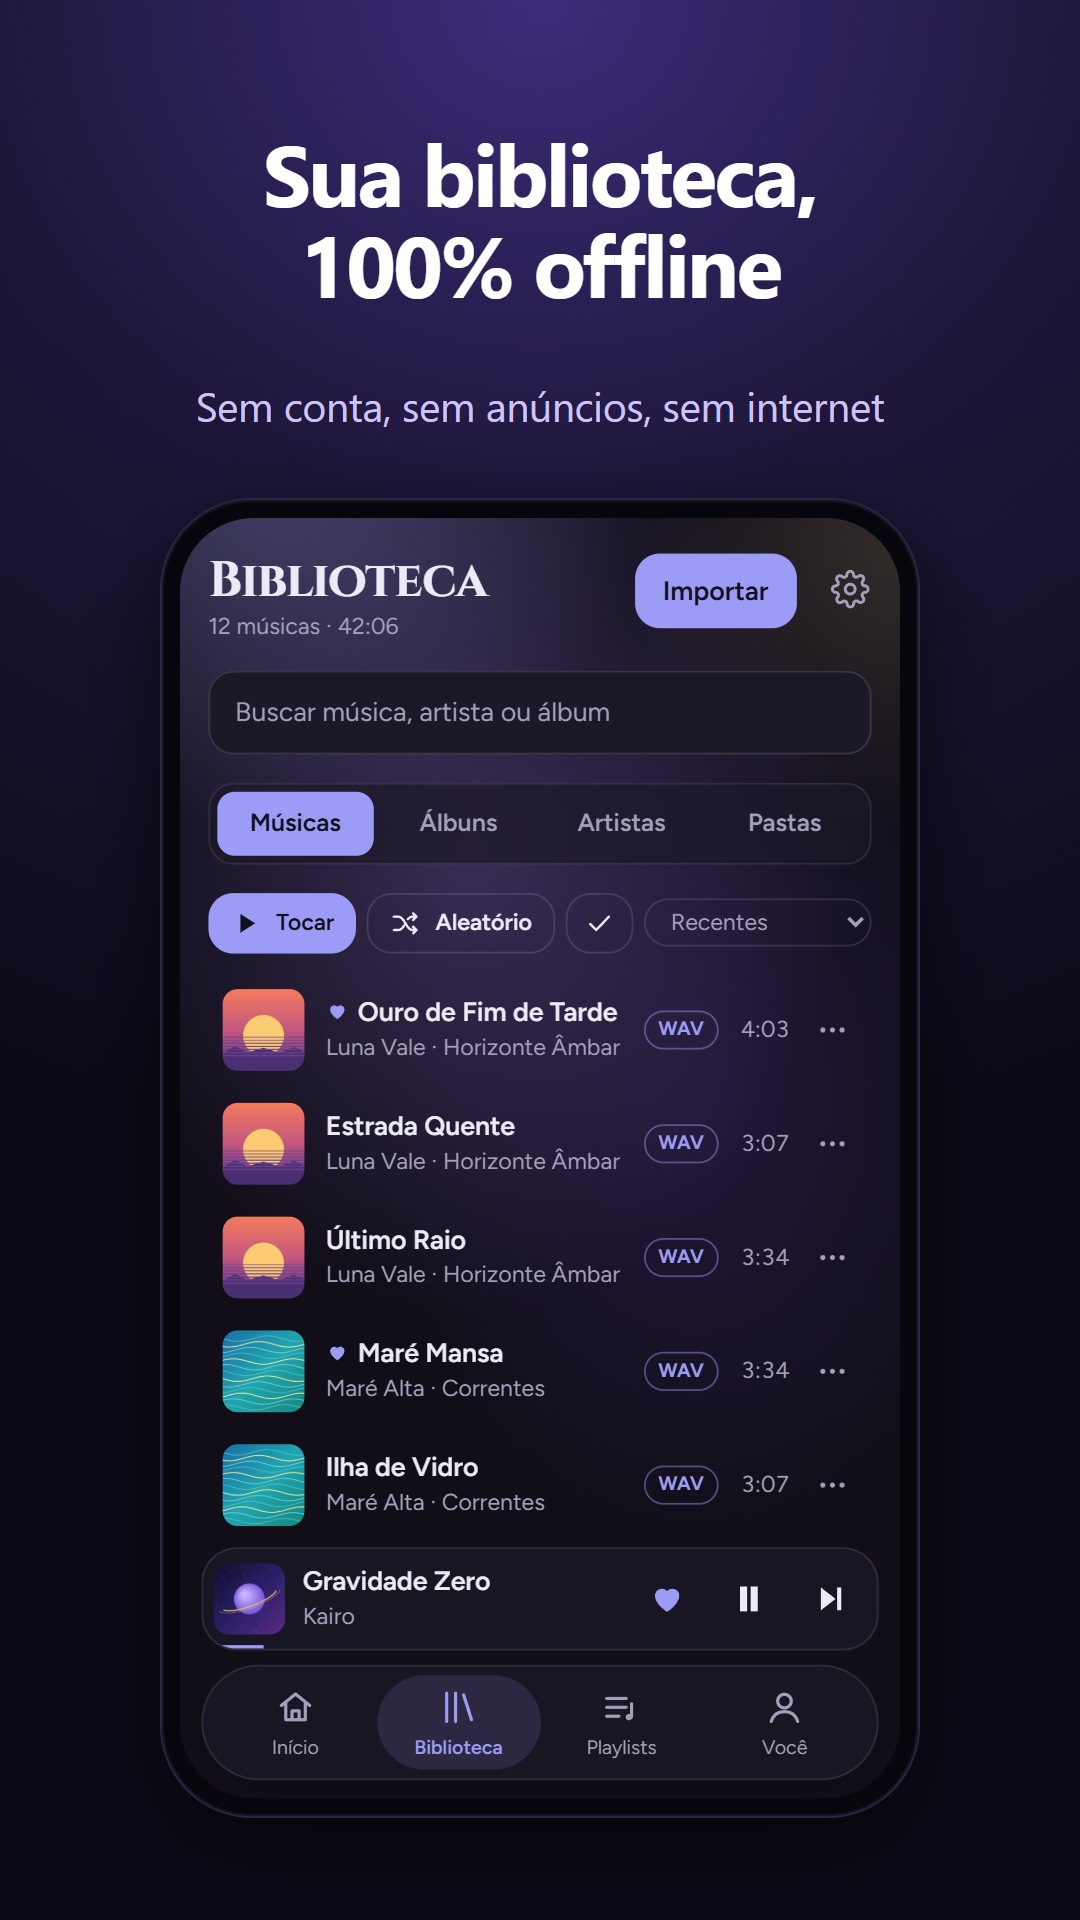 Sua biblioteca,
100% offline
Sem conta, sem anúncios, sem internet
BIBLIOTECA
12 músicas · 42:06
Importar
Buscar música, artista ou álbum
Músicas Álbuns Artistas Pastas
Tocar Aleatório Recentes
Ouro de Fim de Tarde
Luna Vale · Horizonte Âmbar
WAV 4:03
Estrada Quente
Luna Vale · Horizonte Âmbar
WAV 3:07
Último Raio
Luna Vale · Horizonte Âmbar
WAV 3:34
Maré Mansa
Maré Alta · Correntes
WAV 3:34
Ilha de Vidro
Maré Alta · Correntes
WAV 3:07
Gravidade Zero
Kairo
Início Biblioteca Playlists Você